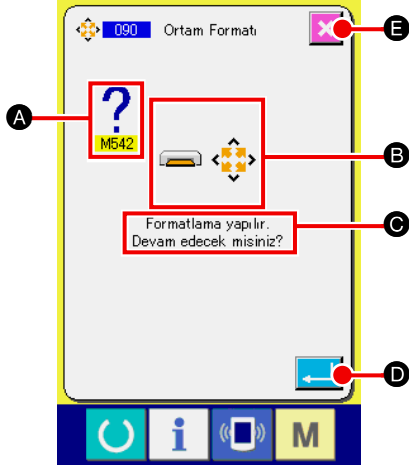 090 Ortam Formatı
E
A
?
M542
B
Formatlama yapılır.
Devam edecek misiniz?
C
D
i
M